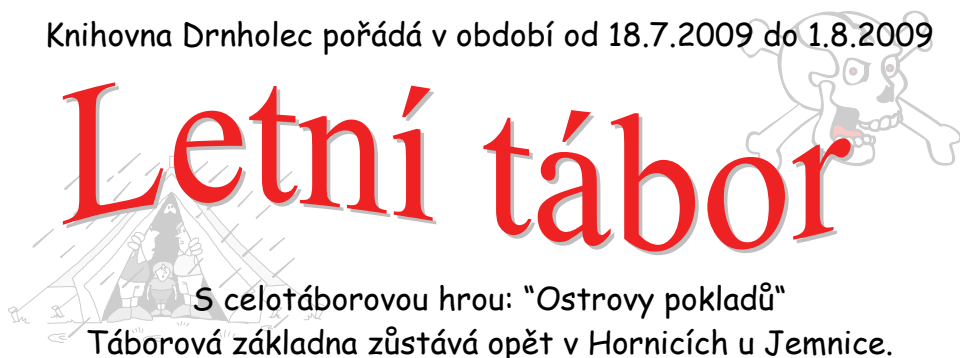 Knihovna Drnholec pořádá v období od 18.7.2009 do 1.8.2009
Letní tábor
S celotáborovou hrou: “Ostrovy pokladů“
Táborová základna zůstává opět v Hornicích u Jemnice.